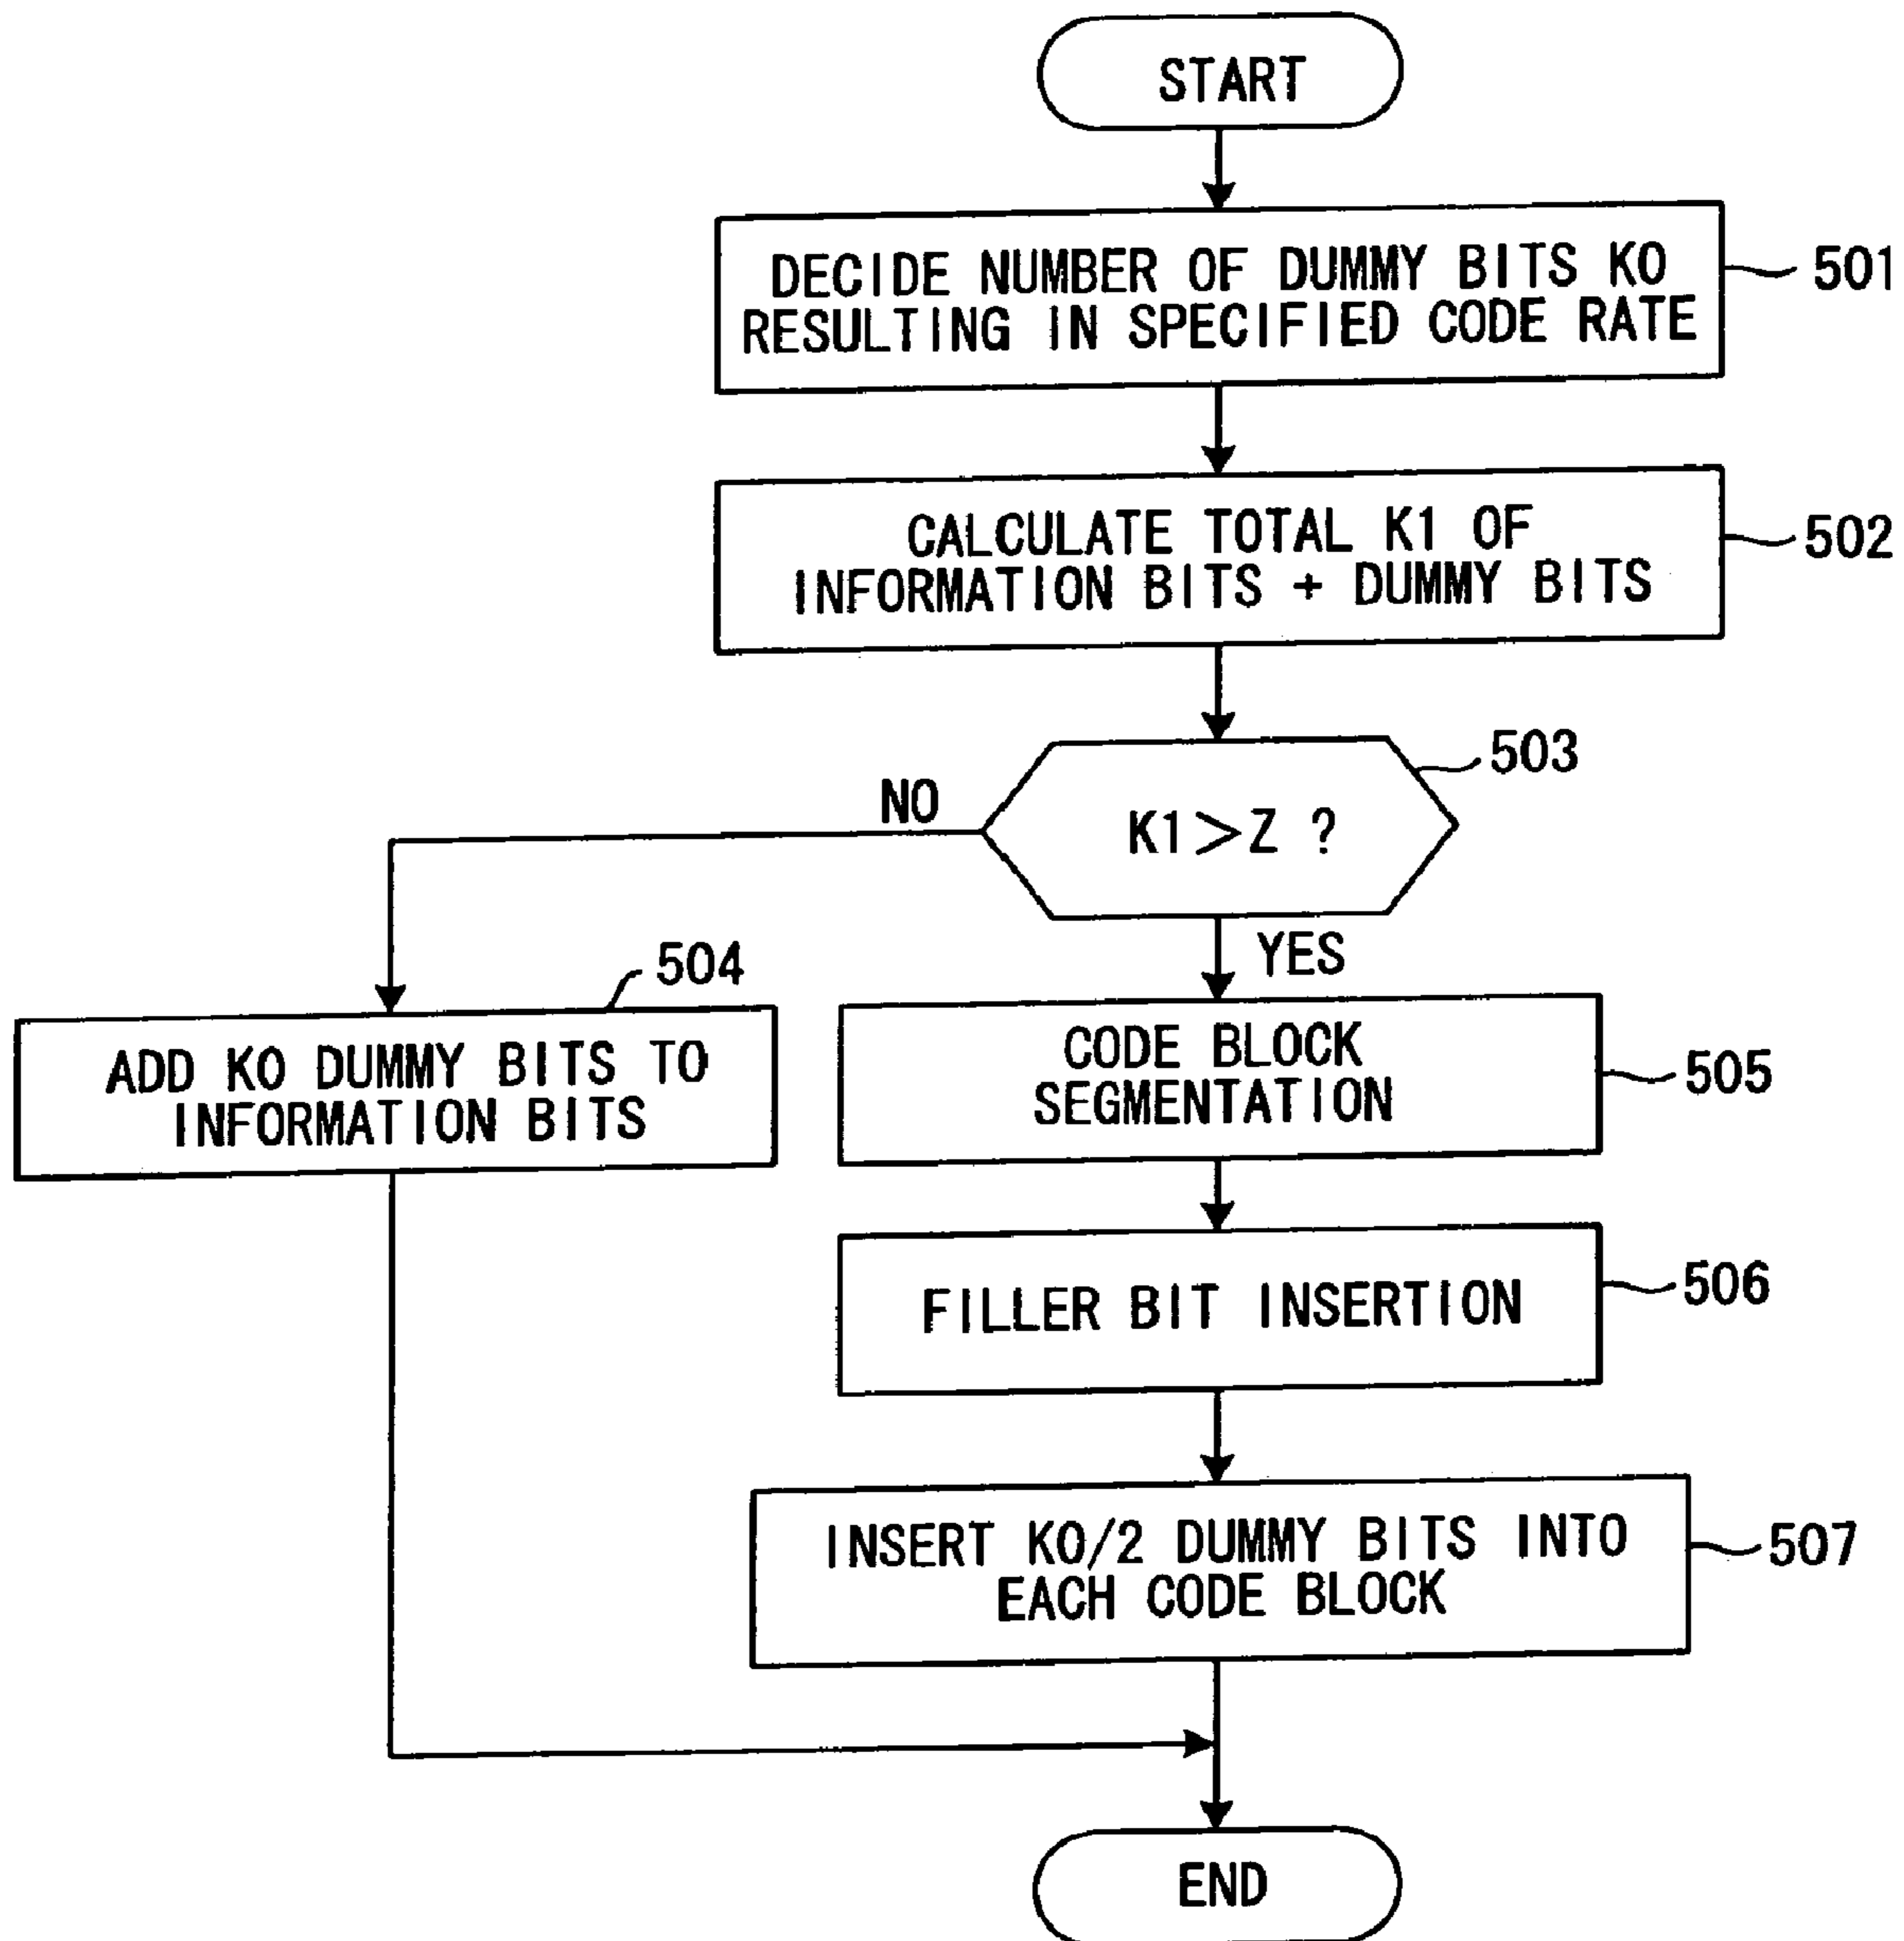 START
DECIDE NUMBER OF DUMMY BITS K0
RESULTING IN SPECIFIED CODE RATE
501
CALCULATE TOTAL K1 OF
INFORMATION BITS + DUMMY BITS
502
503
NO
K1>Z ?
YES
504
ADD K0 DUMMY BITS TO
INFORMATION BITS
CODE BLOCK
SEGMENTATION
505
FILLER BIT INSERTION
506
INSERT K0/2 DUMMY BITS INTO
EACH CODE BLOCK
507
END